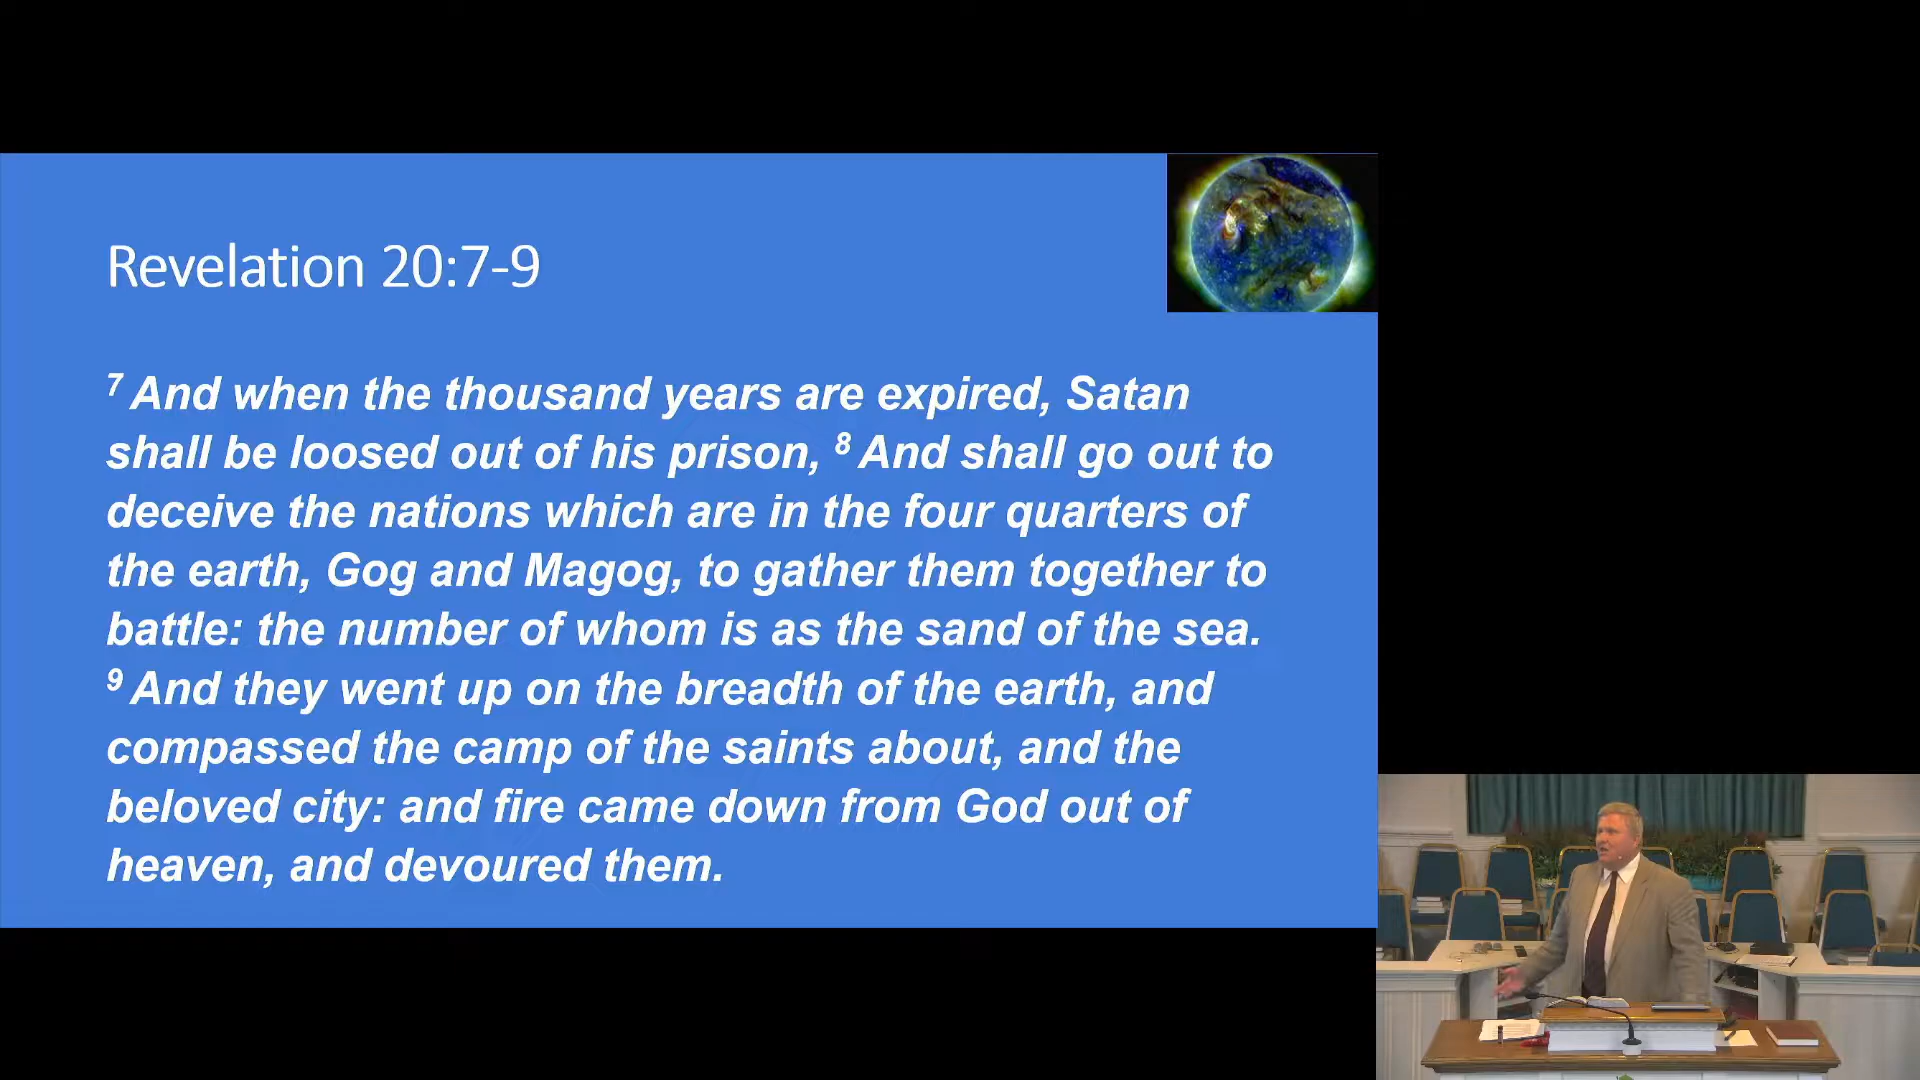 Revelation 20:7-9
7 And when the thousand years are expired, Satan
shall be loosed out of his prison, 8 And shall go out to
deceive the nations which are in the four quarters of
the earth, Gog and Magog, to gather them together to
battle: the number of whom is as the sand of the sea.
9 And they went up on the breadth of the earth, and
compassed the camp of the saints about, and the
beloved city: and fire came down from God out of
heaven, and devoured them.